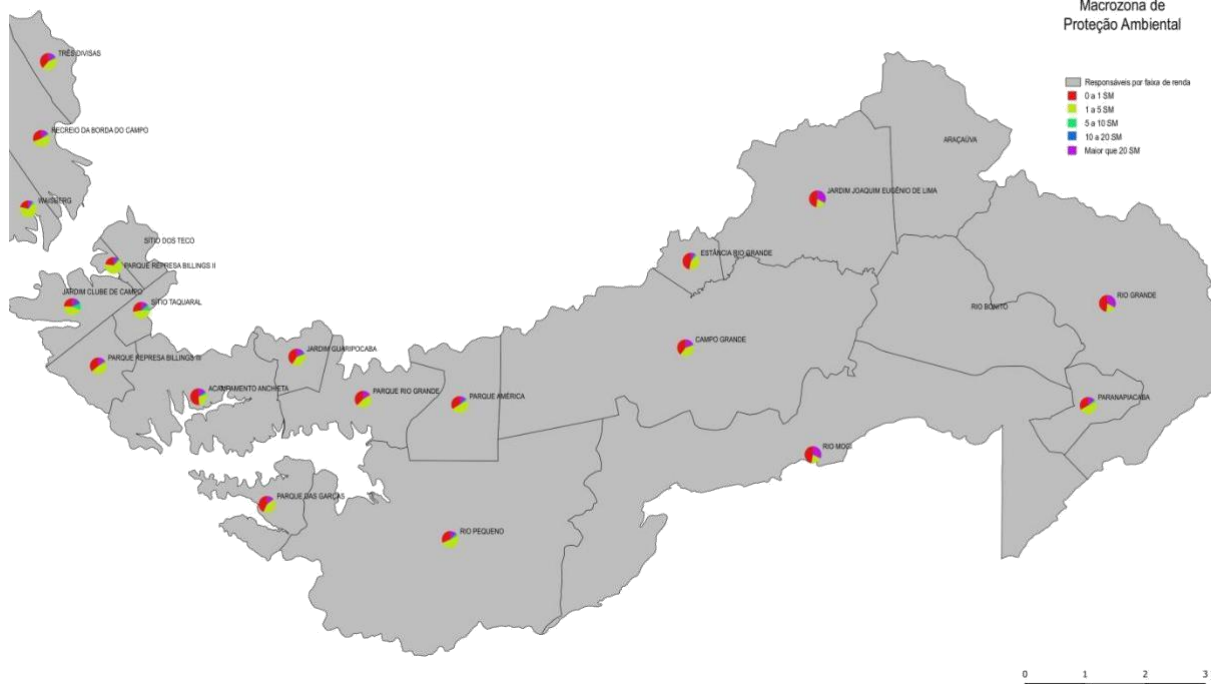 Macrozona de
Proteção Ambiental
Responsáveis por faixa de renda
0 a 1 SM
1 a 5 SM
5 a 10 SM
10 a 20 SM
Maior que 20 SM
TRÊS DIVISAS
RECREIO DA BORDA DO CAMPO
WAISBERG
SÍTIO DOS TECO
PARQUE REPRESA BILLINGS II
JARDIM CLUBE DE CAMPO
SÍTIO TAQUARAL
PARQUE REPRESA BILLINGS III
ACAMPAMENTO ANCHIETA
JARDIM GUARIPOCABA
PARQUE RIO GRANDE
PARQUE AMÉRICA
PARQUE DAS GARÇAS
RIO PEQUENO
ESTÂNCIA RIO GRANDE
CAMPO GRANDE
JARDIM JOAQUIM EUGÊNIO DE LIMA
ARAÇAÚVA
RIO BONITO
RIO GRANDE
PARANAPIACABA
RIO MOGI
0 1 2 3